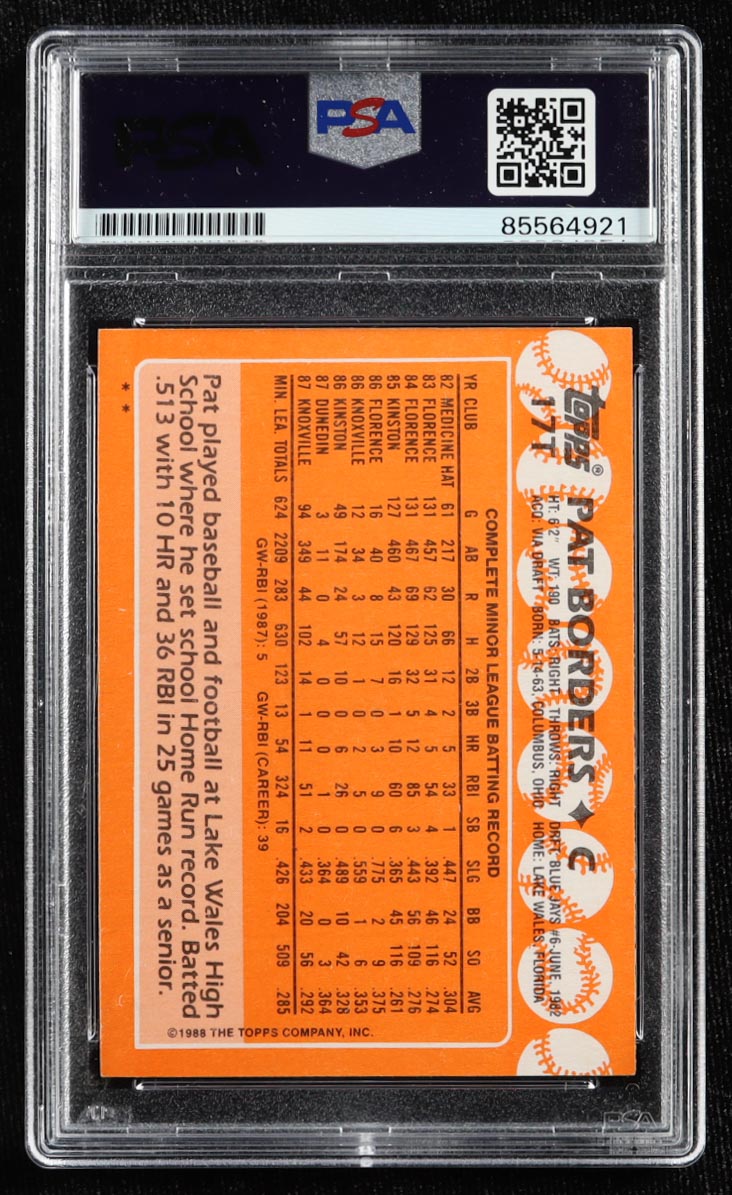 PSA
PSA
85564921
topps®
17T
PAT BORDERS ✦ C
HT: 6'2" WT: 190 BATS: RIGHT THROWS: RIGHT DRFT: BLUE JAYS #6-JUNE, 1982
ACQ: VIA DRAFT BORN: 5-14-63, COLUMBUS, OHIO HOME: LAKE WALES, FLORIDA
COMPLETE MINOR LEAGUE BATTING RECORD
YR CLUB G AB R H 2B 3B HR RBI SB SLG BB SO AVG
82 MEDICINE HAT 61 217 30 66 12 2 5 33 1 .447 24 52 .304
83 FLORENCE 131 457 62 125 31 4 5 54 4 .392 46 116 .274
84 FLORENCE 131 467 69 129 32 5 12 85 3 .443 56 109 .276
85 KINSTON 127 460 43 120 16 1 10 60 6 .365 45 116 .261
86 FLORENCE 16 40 8 15 7 0 3 9 0 .775 2 9 .375
86 KNOXVILLE 12 34 3 12 1 0 2 5 0 .559 1 6 .353
86 KINSTON 49 174 24 57 10 0 6 26 0 .489 10 42 .328
87 DUNEDIN 3 11 0 4 0 0 0 0 0 .364 0 3 .364
87 KNOXVILLE 94 349 44 102 14 1 11 51 2 .433 20 56 .292
MIN. LEA. TOTALS 624 2209 283 630 123 13 54 324 16 .426 204 509 .285
GW-RBI (1987): 5 GW-RBI (CAREER): 39
Pat played baseball and football at Lake Wales High
School where he set school Home Run record. Batted
.513 with 10 HR and 36 RBI in 25 games as a senior.
©1988 THE TOPPS COMPANY, INC.
**
PSA